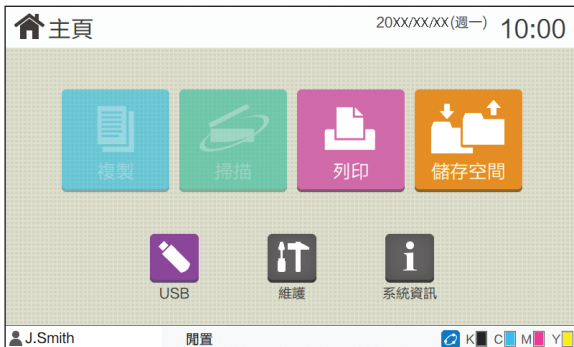 主頁
20XX/XX/XX(週一) 10:00
複製 掃描 列印 儲存空間
USB 維護 系統資訊
J.Smith 閒置 K C M Y